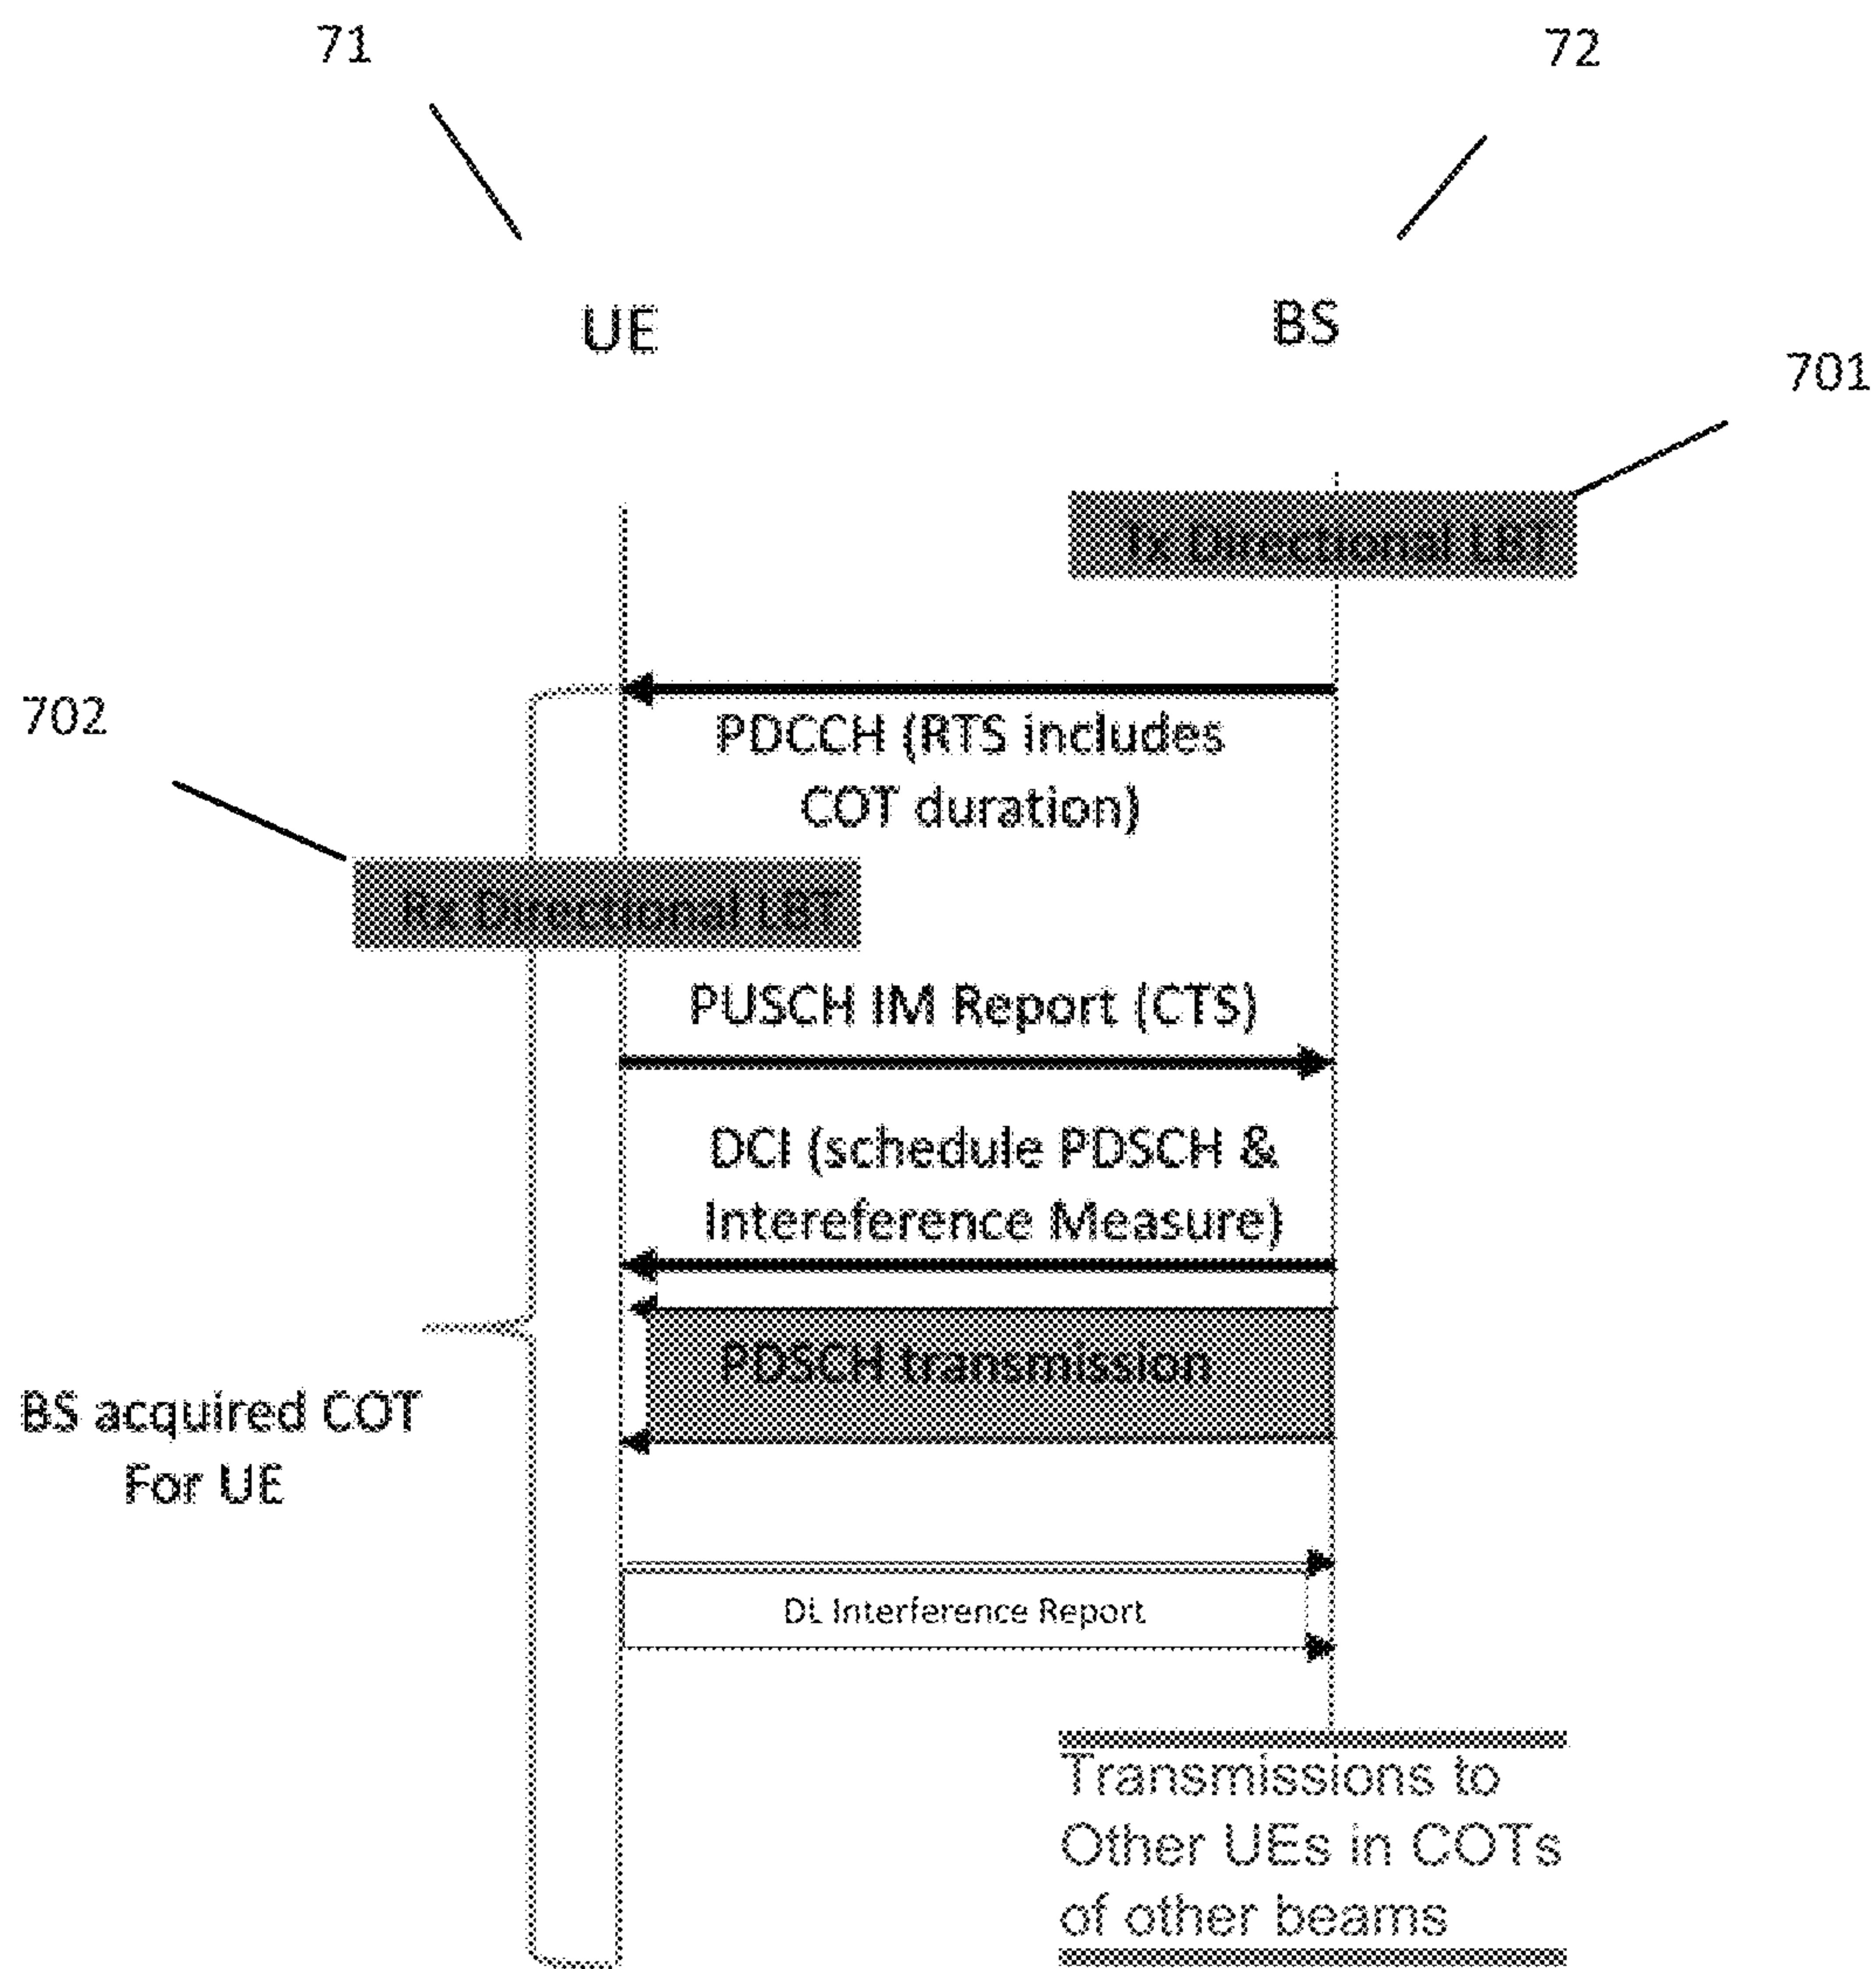 71
72
UE
BS
701
Tx Directional LBT
PDCCH (RTS includes
COT duration)
702
Rx Directional LBT
PUSCH IM Report (CTS)
DCI (schedule PDSCH &
Intereference Measure)
PDSCH transmission
BS acquired COT
For UE
DL Interference Report
Transmissions to
Other UEs in COTs
of other beams